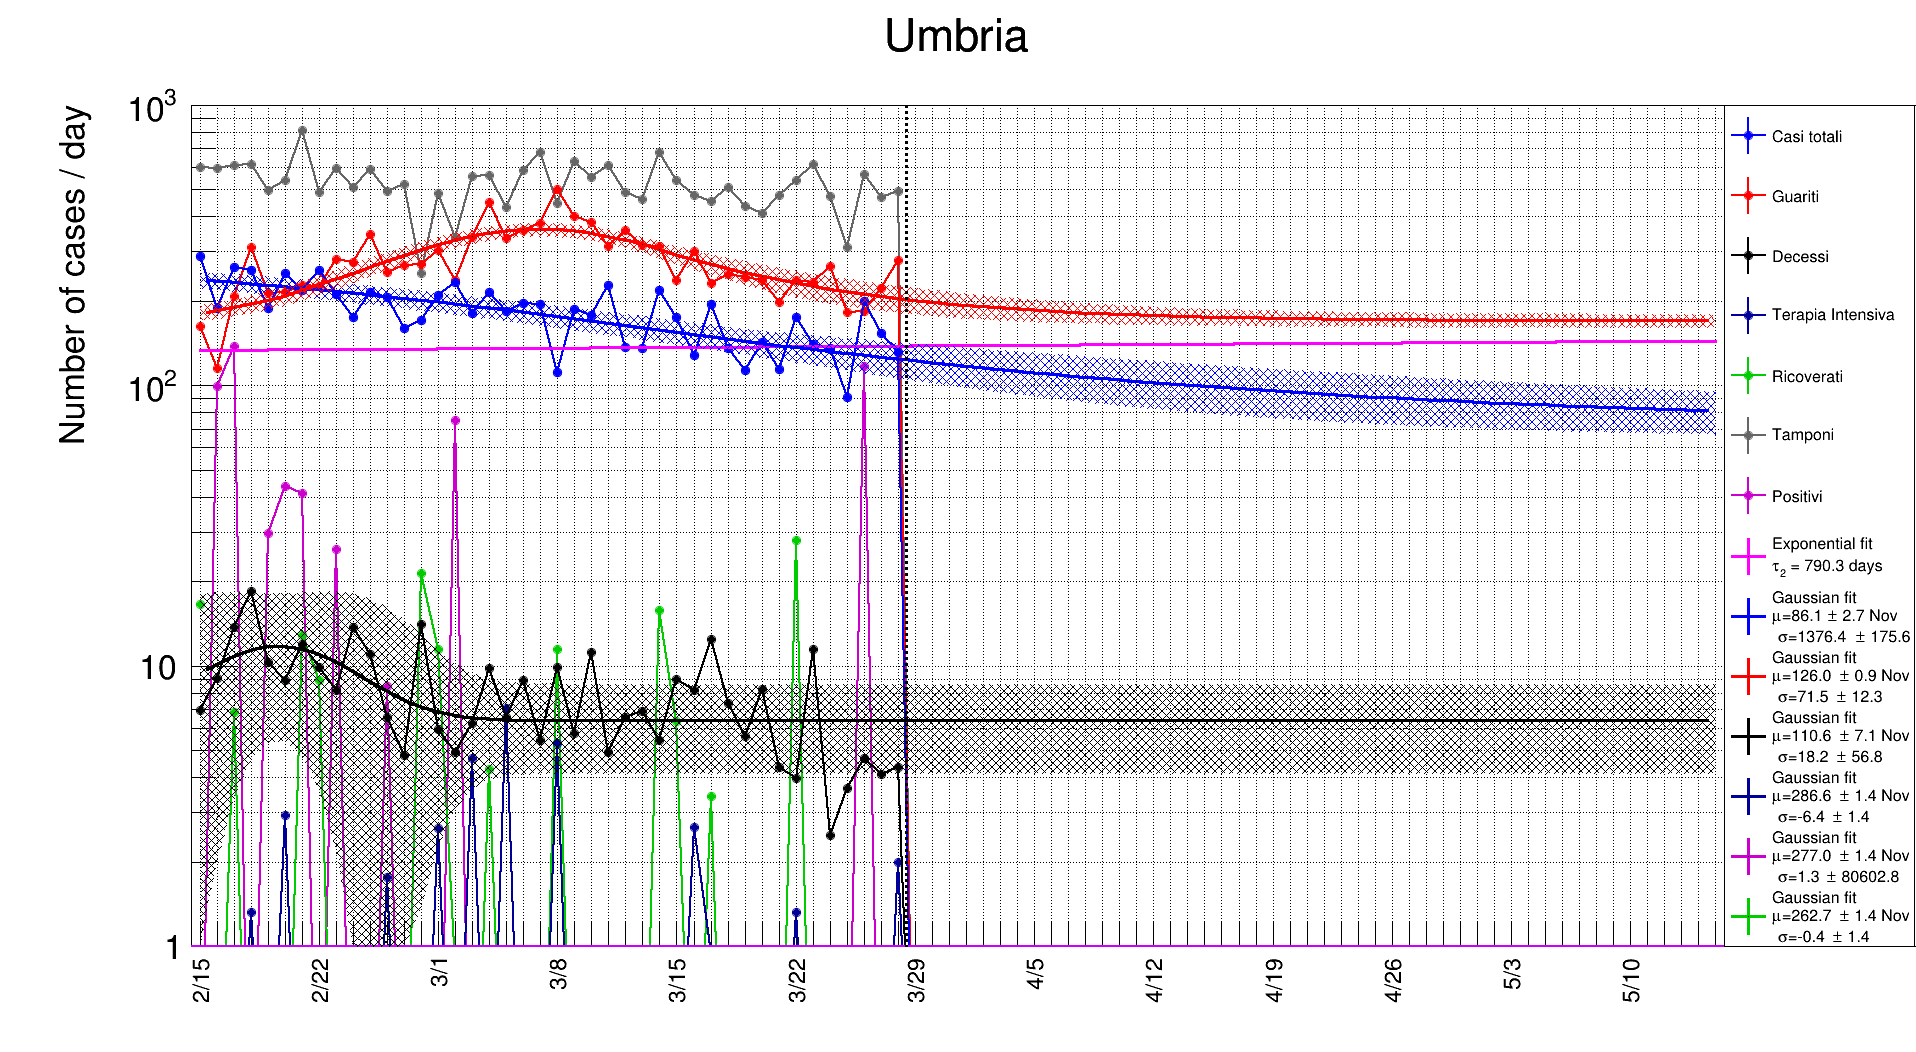 Umbria
Number of cases / day
10³
10²
10
1
2/15
2/22
3/1
3/8
3/15
3/22
3/29
4/5
4/12
4/19
4/26
5/3
5/10
Casi totali
Guariti
Decessi
Terapia Intensiva
Ricoverati
Tamponi
Positivi
Exponential fit
τ₂ = 790.3 days
Gaussian fit
μ=86.1 ± 2.7 Nov
σ=1376.4 ± 175.6
Gaussian fit
μ=126.0 ± 0.9 Nov
σ=71.5 ± 12.3
Gaussian fit
μ=110.6 ± 7.1 Nov
σ=18.2 ± 56.8
Gaussian fit
μ=286.6 ± 1.4 Nov
σ=-6.4 ± 1.4
Gaussian fit
μ=277.0 ± 1.4 Nov
σ=1.3 ± 80602.8
Gaussian fit
μ=262.7 ± 1.4 Nov
σ=-0.4 ± 1.4